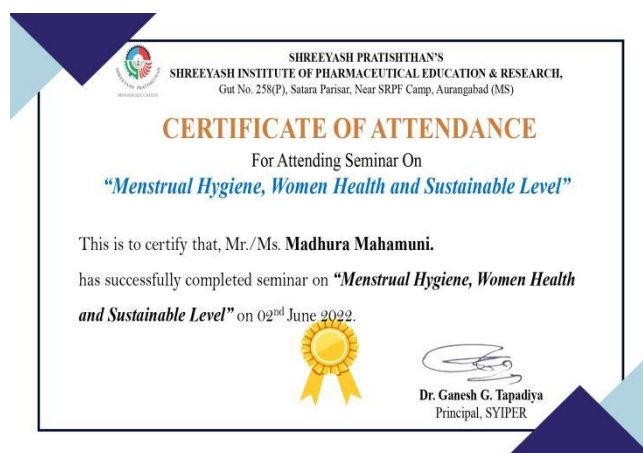 SHREEYASH PRATISHTHAN'S
SHREEYASH INSTITUTE OF PHARMACEUTICAL EDUCATION & RESEARCH,
Gut No. 258(P), Satara Parisar, Near SRPF Camp, Aurangabad (MS)
SHREEYASH PRATISHTHAN
CERTIFICATE OF ATTENDANCE
For Attending Seminar On
“Menstrual Hygiene, Women Health and Sustainable Level”
This is to certify that, Mr./Ms. Madhura Mahamuni.
has successfully completed seminar on “Menstrual Hygiene, Women Health
and Sustainable Level” on 02nd June 2022.
Dr. Ganesh G. Tapadiya
Principal, SYIPER